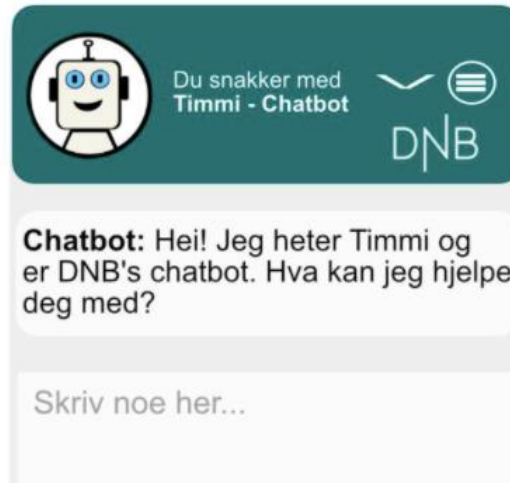 Du snakker med
Timmi - Chatbot
DNB
Chatbot: Hei! Jeg heter Timmi og
er DNB's chatbot. Hva kan jeg hjelpe
deg med?
Skriv noe her...